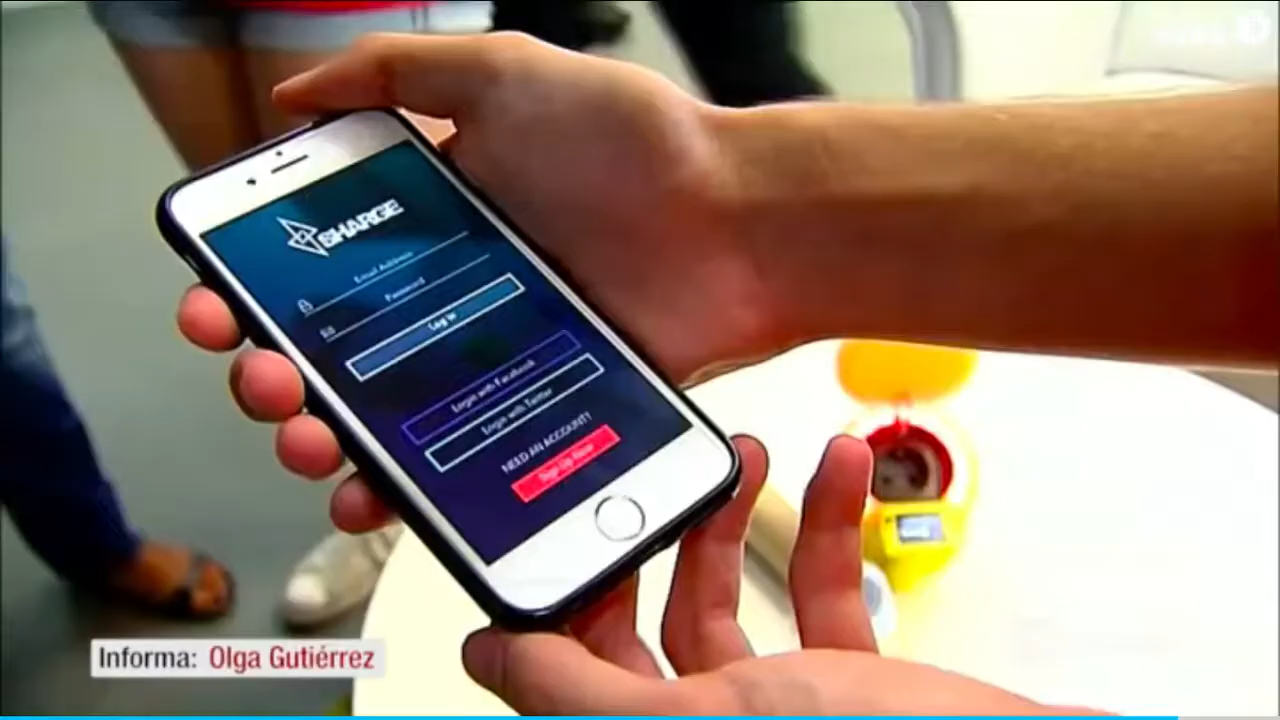 SHARGE
Email Address
Password
Log in
Login with Facebook
Login with Twitter
NEED AN ACCOUNT?
Sign Up Now
Informa: Olga Gutiérrez